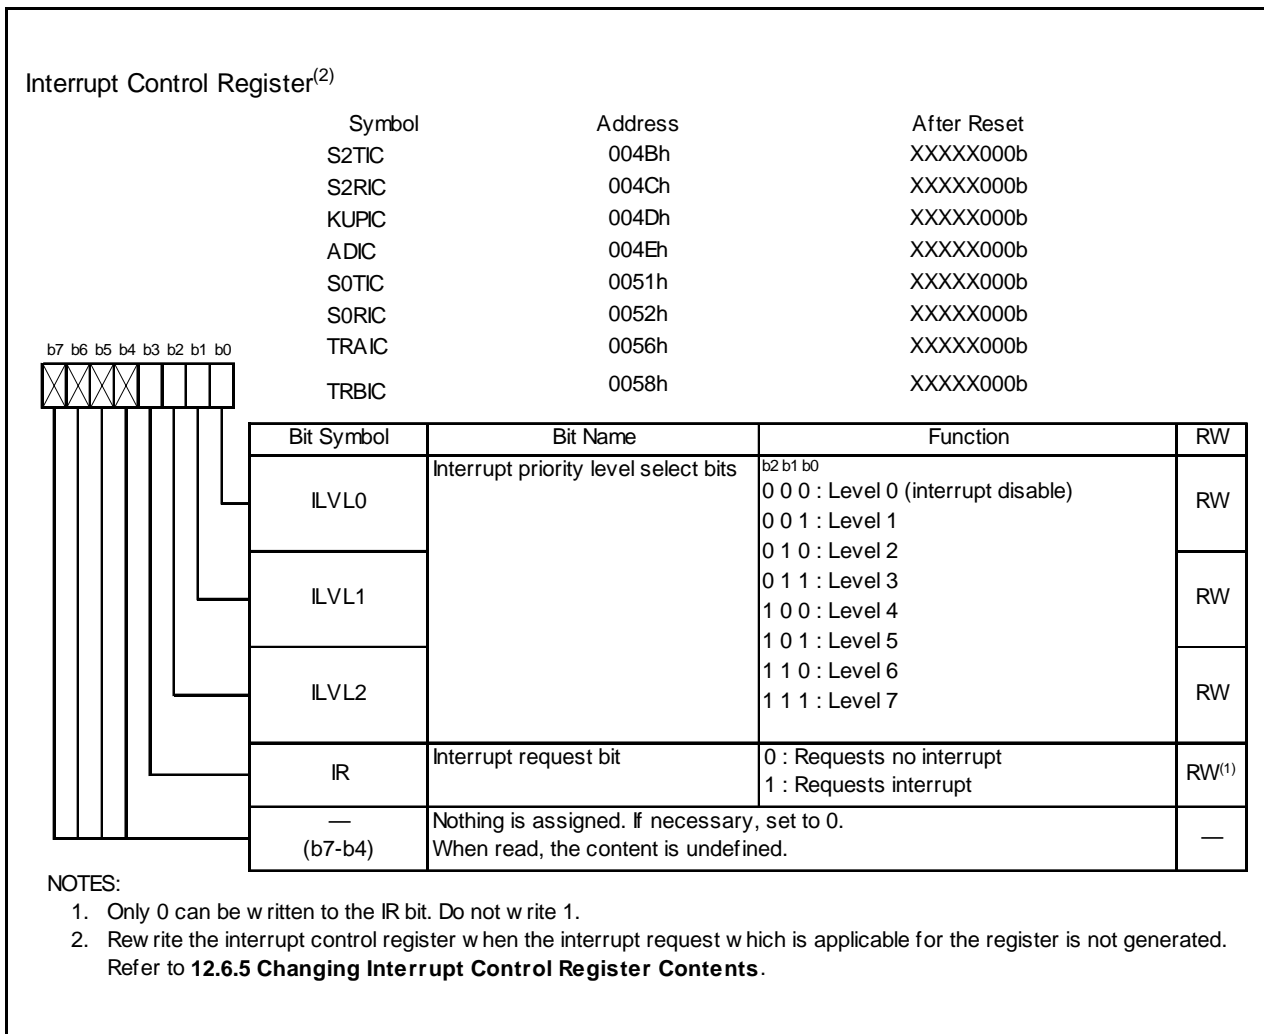 Interrupt Control Register(2)
Symbol Address After Reset
S2TIC 004Bh XXXXX000b
S2RIC 004Ch XXXXX000b
KUPIC 004Dh XXXXX000b
ADIC 004Eh XXXXX000b
S0TIC 0051h XXXXX000b
S0RIC 0052h XXXXX000b
TRAIC 0056h XXXXX000b
TRBIC 0058h XXXXX000b
b7 b6 b5 b4 b3 b2 b1 b0
Bit Symbol Bit Name Function RW
ILVL0 Interrupt priority level select bits b2 b1 b0
0 0 0 : Level 0 (interrupt disable) RW
0 0 1 : Level 1
0 1 0 : Level 2
ILVL1 0 1 1 : Level 3 RW
1 0 0 : Level 4
1 0 1 : Level 5
ILVL2 1 1 0 : Level 6 RW
1 1 1 : Level 7
IR Interrupt request bit 0 : Requests no interrupt RW(1)
1 : Requests interrupt
— Nothing is assigned. If necessary, set to 0. —
(b7-b4) When read, the content is undefined.
NOTES:
1. Only 0 can be written to the IR bit. Do not write 1.
2. Rewrite the interrupt control register when the interrupt request which is applicable for the register is not generated.
Refer to 12.6.5 Changing Interrupt Control Register Contents.